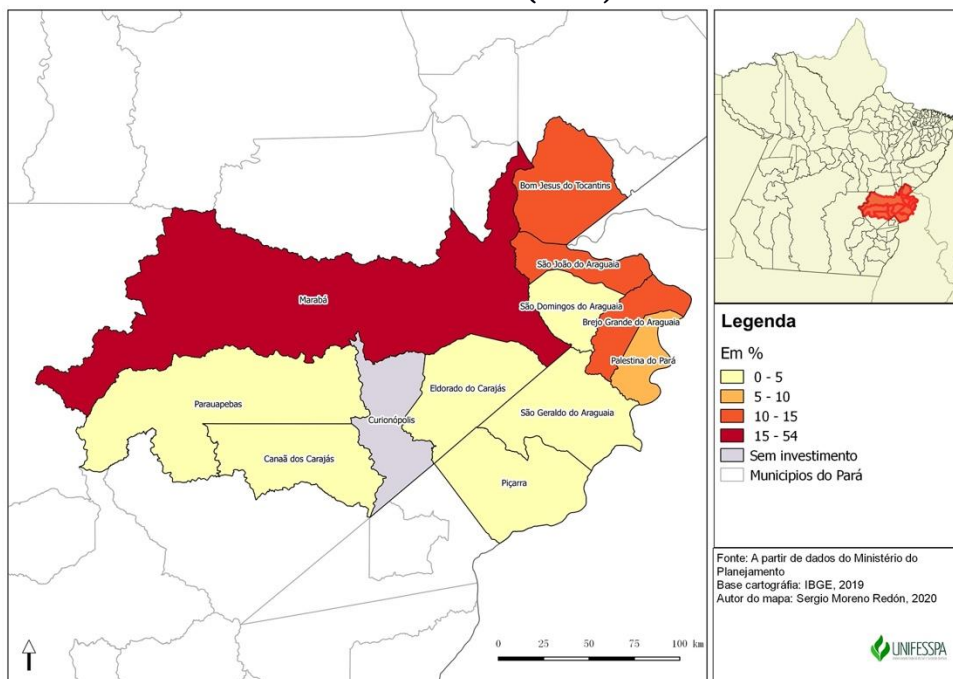 Bom Jesus do Tocantins
São João do Araguaia
Marabá
São Domingos do Araguaia
Brejo Grande do Araguaia
Palestina do Pará
Eldorado do Carajás
Parauapebas
Curionópolis
São Geraldo do Araguaia
Canaã dos Carajás
Piçarra
0 25 50 75 100 km
Legenda
Em %
0 - 5
5 - 10
10 - 15
15 - 54
Sem investimento
Municipios do Pará
Fonte: A partir de dados do Ministério do
Planejamento
Base cartográfia: IBGE, 2019
Autor do mapa: Sergio Moreno Redón, 2020
UNIFESSPA